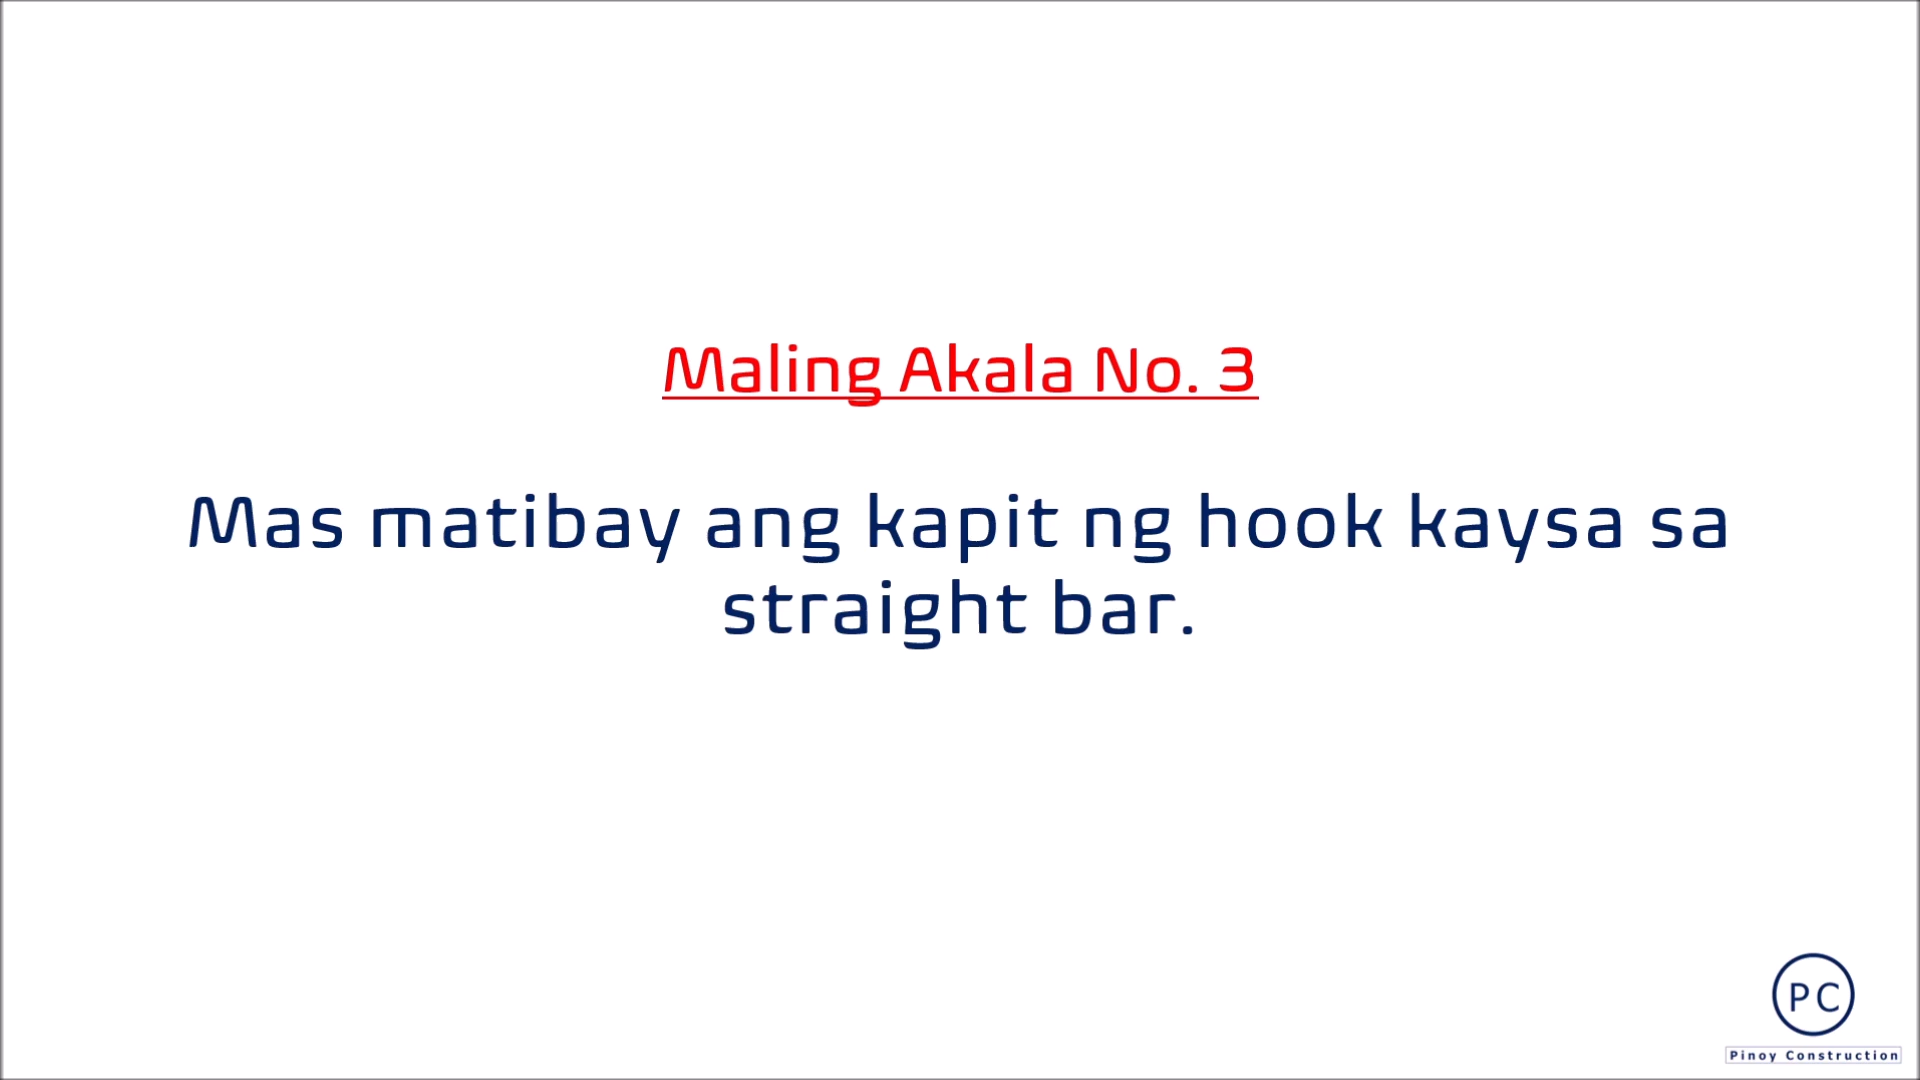 Maling Akala No. 3
Mas matibay ang kapit ng hook kaysa sa
straight bar.
PC
Pinoy Construction